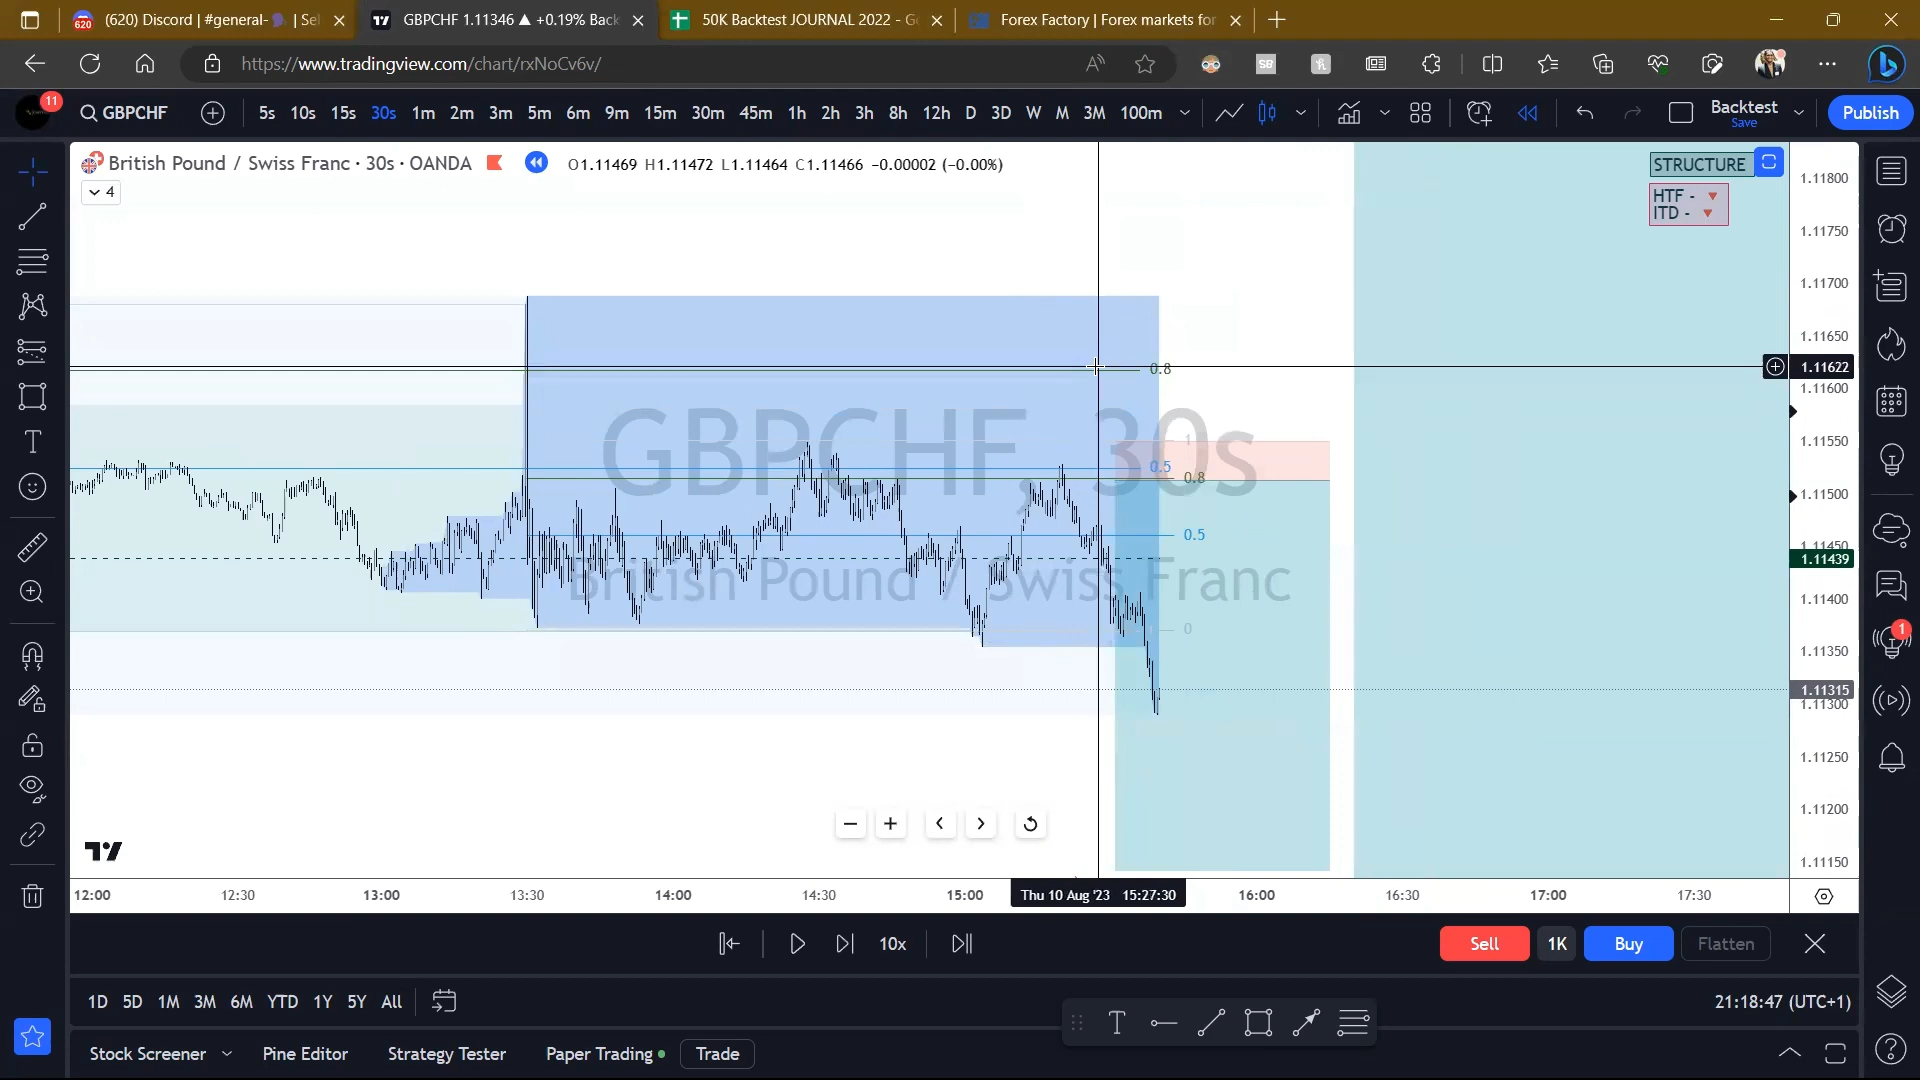 (620) Discord | #general- | Sel
GBPCHF 1.11346 ▲ +0.19% Back
50K Backtest JOURNAL 2022 - Go
Forex Factory | Forex markets for
https://www.tradingview.com/chart/rxNoCv6v/
11
GBPCHF
5s 10s 15s 30s 1m 2m 3m 5m 6m 9m 15m 30m 45m 1h 2h 3h 8h 12h D 3D W M 3M 100m
Backtest
Save
Publish
British Pound / Swiss Franc · 30s · OANDA
O1.11469 H1.11472 L1.11464 C1.11466 −0.00002 (−0.00%)
4
STRUCTURE
HTF - ▼
ITD - ▼
1.11800
1.11750
1.11700
1.11650
1.11622
1.11600
1.11550
1.11500
1.11450
1.11439
1.11400
1.11350
1.11315
1.11300
1.11250
1.11200
1.11150
0.8
1
0.5
0.8
0.5
0
GBPCHF, 30s
British Pound / Swiss Franc
12:00 12:30 13:00 13:30 14:00 14:30 15:00 Thu 10 Aug '23 15:27:30 16:00 16:30 17:00 17:30
10x
Sell 1K Buy Flatten
1D 5D 1M 3M 6M YTD 1Y 5Y All
21:18:47 (UTC+1)
Stock Screener Pine Editor Strategy Tester Paper Trading Trade
1